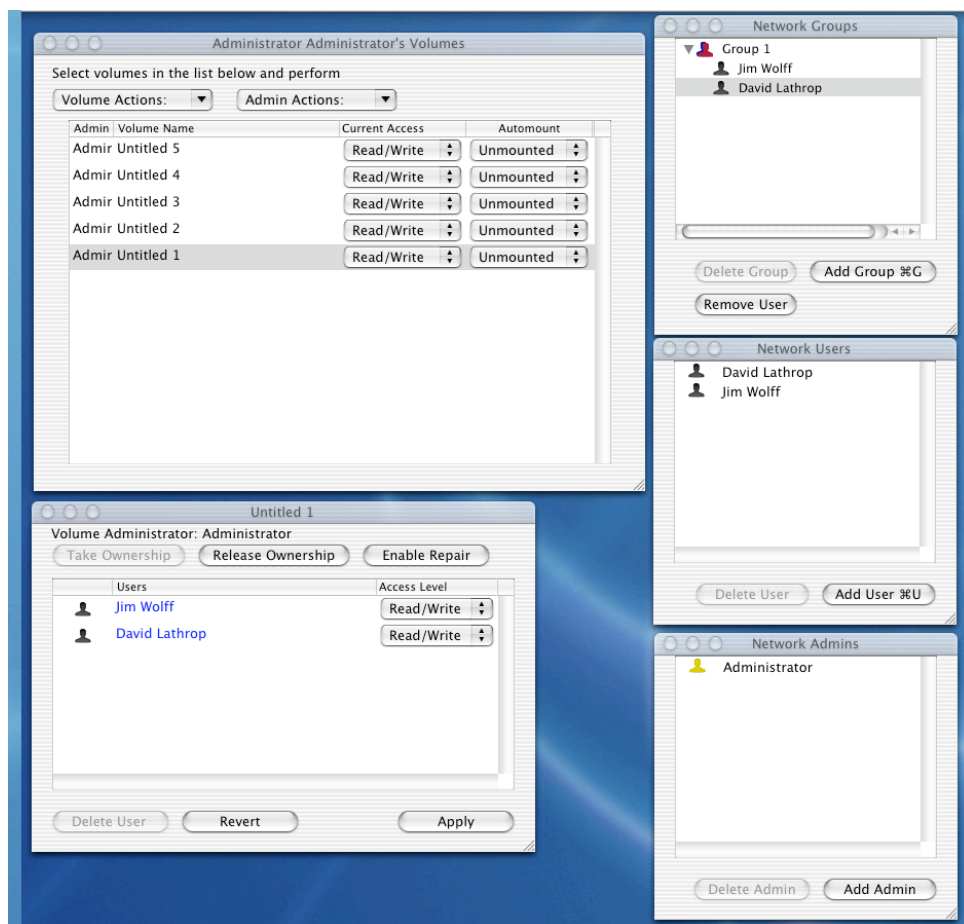 Administrator Administrator's Volumes
Select volumes in the list below and perform
Volume Actions: Admin Actions:
Admin Volume Name Current Access Automount
Admir Untitled 5 Read/Write Unmounted
Admir Untitled 4 Read/Write Unmounted
Admir Untitled 3 Read/Write Unmounted
Admir Untitled 2 Read/Write Unmounted
Admir Untitled 1 Read/Write Unmounted
Untitled 1
Volume Administrator: Administrator
Take Ownership Release Ownership Enable Repair
Users Access Level
Jim Wolff Read/Write
David Lathrop Read/Write
Delete User Revert Apply
Network Groups
Group 1
Jim Wolff
David Lathrop
Delete Group Add Group ⌘G
Remove User
Network Users
David Lathrop
Jim Wolff
Delete User Add User ⌘U
Network Admins
Administrator
Delete Admin Add Admin